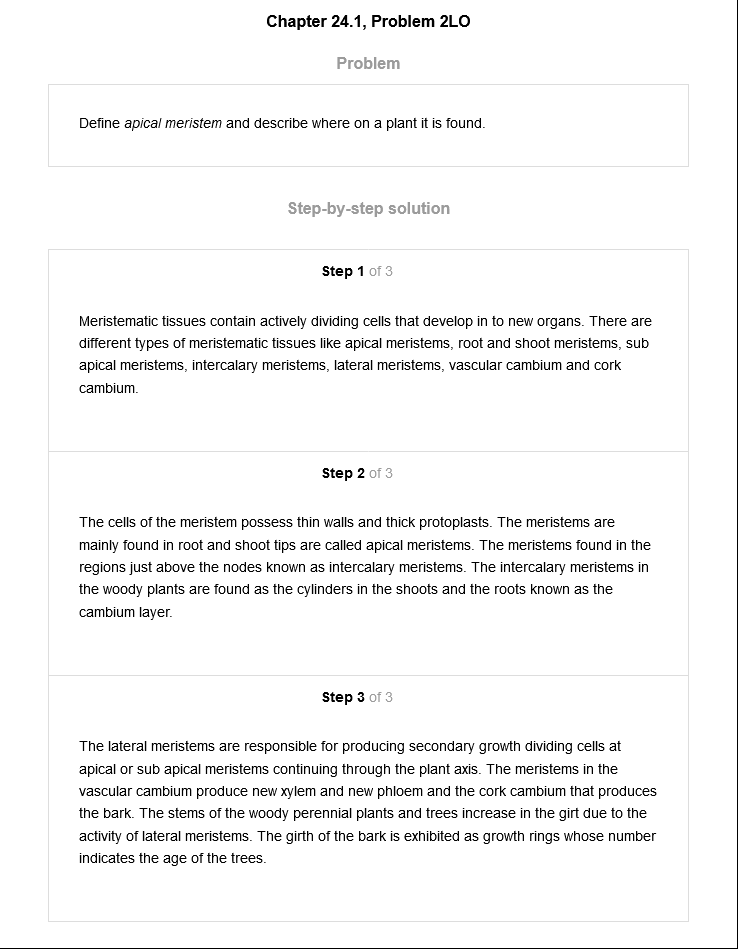 Chapter 24.1, Problem 2LO
Problem
Define apical meristem and describe where on a plant it is found.
Step-by-step solution
Step 1 of 3
Meristematic tissues contain actively dividing cells that develop in to new organs. There are
different types of meristematic tissues like apical meristems, root and shoot meristems, sub
apical meristems, intercalary meristems, lateral meristems, vascular cambium and cork
cambium.
Step 2 of 3
The cells of the meristem possess thin walls and thick protoplasts. The meristems are
mainly found in root and shoot tips are called apical meristems. The meristems found in the
regions just above the nodes known as intercalary meristems. The intercalary meristems in
the woody plants are found as the cylinders in the shoots and the roots known as the
cambium layer.
Step 3 of 3
The lateral meristems are responsible for producing secondary growth dividing cells at
apical or sub apical meristems continuing through the plant axis. The meristems in the
vascular cambium produce new xylem and new phloem and the cork cambium that produces
the bark. The stems of the woody perennial plants and trees increase in the girt due to the
activity of lateral meristems. The girth of the bark is exhibited as growth rings whose number
indicates the age of the trees.